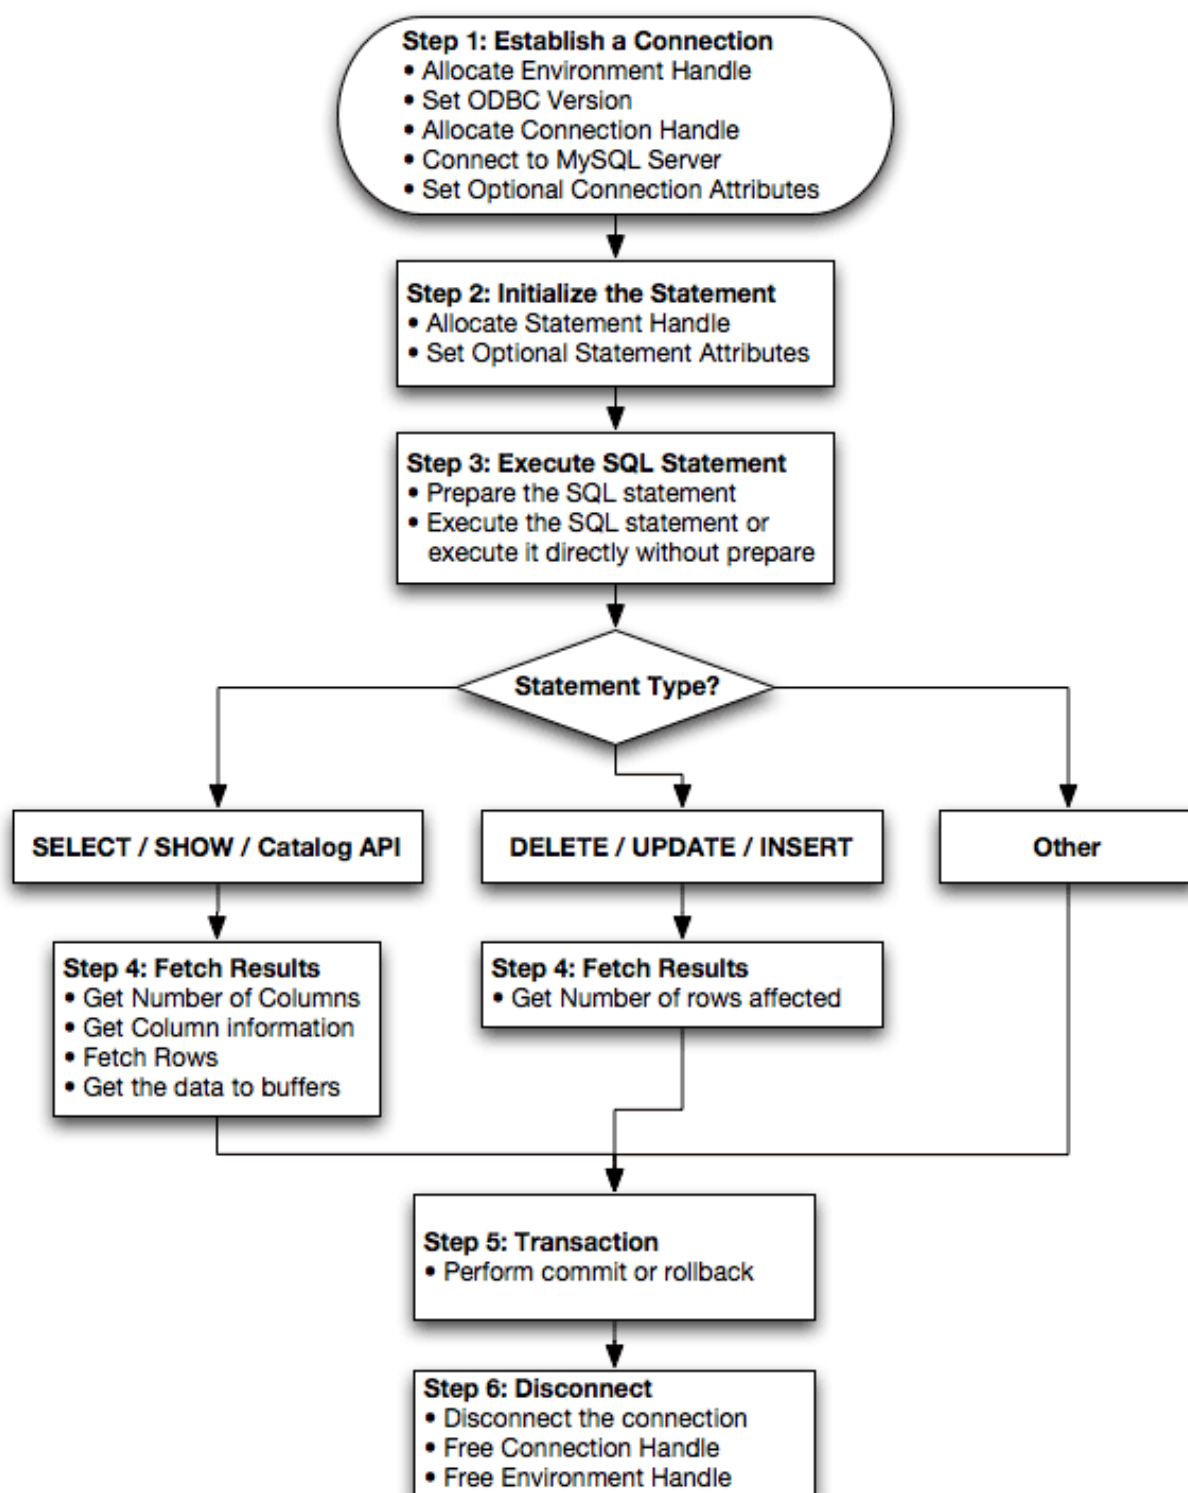 Step 1: Establish a Connection
• Allocate Environment Handle
• Set ODBC Version
• Allocate Connection Handle
• Connect to MySQL Server
• Set Optional Connection Attributes
Step 2: Initialize the Statement
• Allocate Statement Handle
• Set Optional Statement Attributes
Step 3: Execute SQL Statement
• Prepare the SQL statement
• Execute the SQL statement or
execute it directly without prepare
Statement Type?
SELECT / SHOW / Catalog API
DELETE / UPDATE / INSERT
Other
Step 4: Fetch Results
• Get Number of Columns
• Get Column information
• Fetch Rows
• Get the data to buffers
Step 4: Fetch Results
• Get Number of rows affected
Step 5: Transaction
• Perform commit or rollback
Step 6: Disconnect
• Disconnect the connection
• Free Connection Handle
• Free Environment Handle